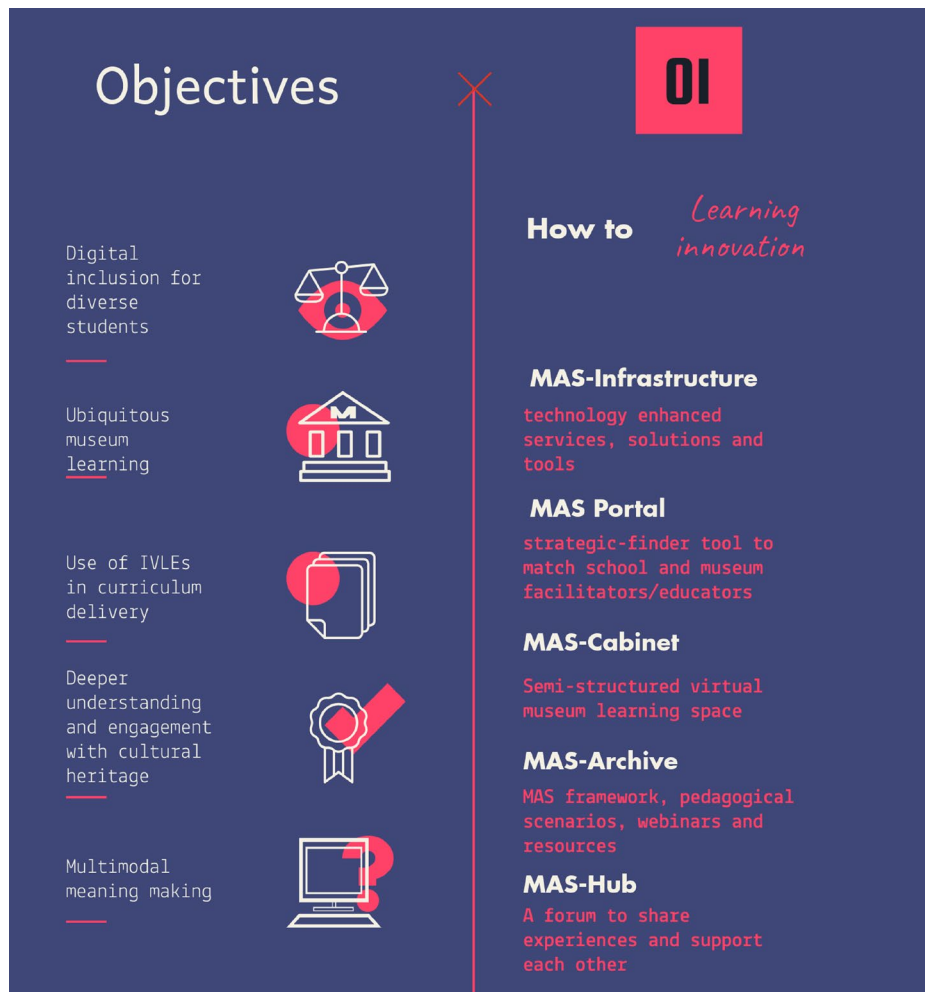 Objectives
Digital
inclusion for
diverse
students
Ubiquitous
museum
learning
M
Use of IVLEs
in curriculum
delivery
Deeper
understanding
and engagement
with cultural
heritage
?
Multimodal
meaning making
01
How to
Learning
innovation
MAS-Infrastructure
technology enhanced
services, solutions and
tools
MAS Portal
strategic-finder tool to
match school and museum
facilitators/educators
MAS-Cabinet
Semi-structured virtual
museum learning space
MAS-Archive
MAS framework, pedagogical
scenarios, webinars and
resources
MAS-Hub
A forum to share
experiences and support
each other